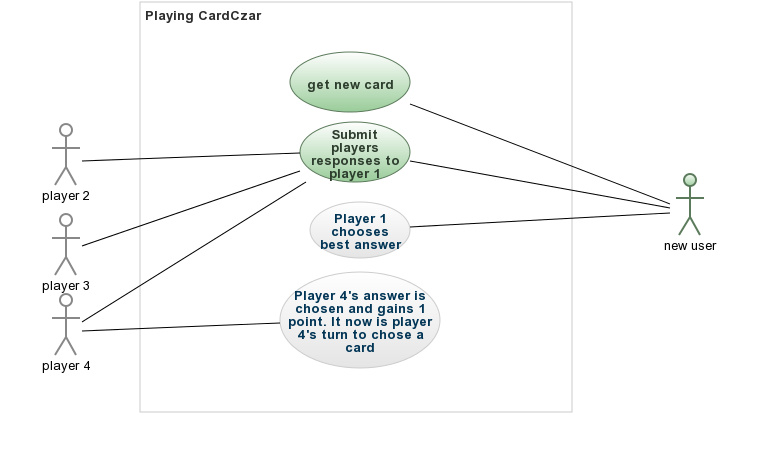 Playing CardCzar
get new card
Submit
players
responses to
player 1
player 2
Player 1
chooses
best answer
new user
player 3
Player 4's answer is
chosen and gains 1
point. It now is player
4's turn to chose a
card
player 4